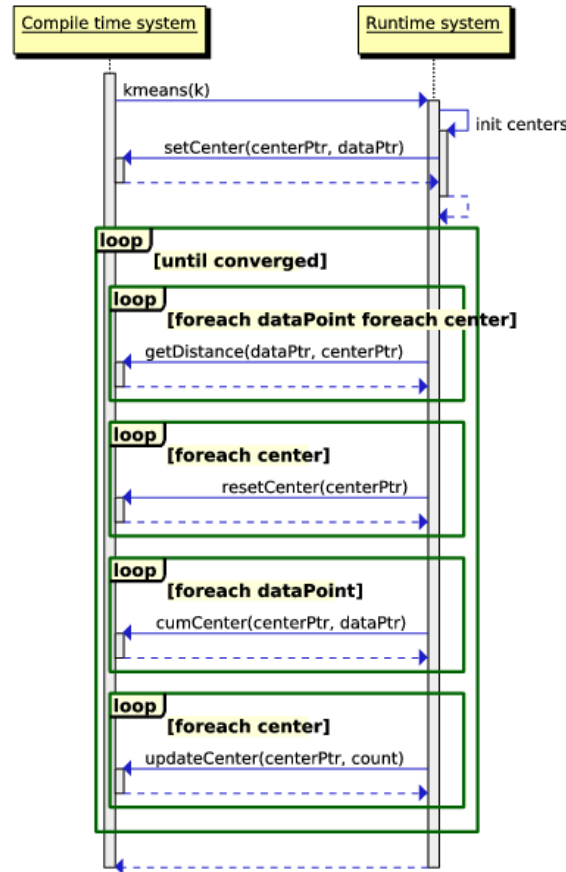 Compile time system
Runtime system
kmeans(k)
init centers
setCenter(centerPtr, dataPtr)
loop
[until converged]
loop
[foreach dataPoint foreach center]
getDistance(dataPtr, centerPtr)
loop
[foreach center]
resetCenter(centerPtr)
loop
[foreach dataPoint]
cumCenter(centerPtr, dataPtr)
loop
[foreach center]
updateCenter(centerPtr, count)